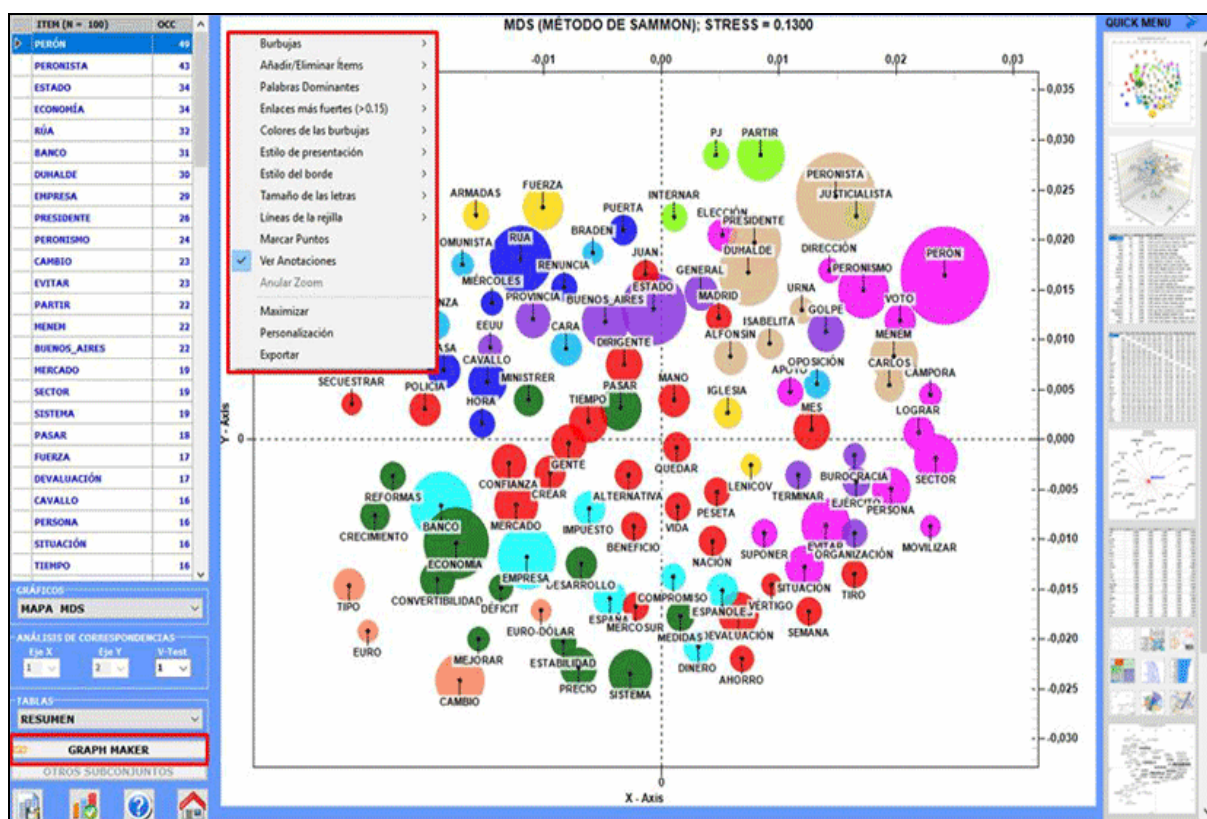 ITEM (N = 100) OCC
PERÓN 49
PERONISTA 43
ESTADO 34
ECONOMÍA 34
RÚA 32
BANCO 31
DUHALDE 30
EMPRESA 29
PRESIDENTE 26
PERONISMO 24
CAMBIO 23
EVITAR 23
PARTIR 22
MENEM 22
BUENOS_AIRES 22
MERCADO 19
SECTOR 19
SISTEMA 19
PASAR 18
FUERZA 17
DEVALUACIÓN 17
CAVALLO 16
PERSONA 16
SITUACIÓN 16
TIEMPO 16
GRÁFICOS
MAPA MDS
ANÁLISIS DE CORRESPONDENCIAS
Eje X Eje Y V-Test
1 2 1
TABLAS
RESUMEN
GRAPH MAKER
OTROS SUBCONJUNTOS
MDS (MÉTODO DE SAMMON); STRESS = 0.1300
Burbujas
Añadir/Eliminar Ítems
Palabras Dominantes
Enlaces más fuertes (>0.15)
Colores de las burbujas
Estilo de presentación
Estilo del borde
Tamaño de las letras
Líneas de la rejilla
Marcar Puntos
Ver Anotaciones
Anular Zoom
Maximizar
Personalización
Exportar
-0,01 0,00 0,01 0,02 0,03
0,035
0,030
0,025
0,020
0,015
0,010
0,005
0,000
-0,005
-0,010
-0,015
-0,020
-0,025
-0,030
PJ PARTIR
PERONISTA
JUSTICIALISTA
ARMADAS FUERZA
INTERNAR
PUERTA ELECCIÓN
PRESIDENTE
OMUNISTA RUA BRADEN
JUAN DUHALDE DIRECCIÓN PERÓN
RENUNCIA GENERAL PERONISMO
MIÉRCOLES ESTADO
NZA PROVINCIA BUENOS_AIRES MADRID URNA VOTO
GOLPE
EEUU CARA ALFONSÍN ISABELITA MENEM
ASA DIRIGENTE
CAVALLO OPOSICIÓN CARLOS
SECUESTRAR POLICIA MINISTRER PASAR MANO IGLESIA APOYO CÁMPORA
HORA TIEMPO MES LOGRAR
GENTE QUEDAR
REFORMAS CONFIANZA CREAR ALTERNATIVA LENICOV TERMINAR BUROCRACIA SECTOR
EJÉRCITO PERSONA
CRECIMIENTO BANCO MERCADO IMPUESTO VIDA PESETA
BENEFICIO SUPONER EVITAR ORGANIZACIÓN MOVILIZAR
ECONOMÍA NACIÓN
EMPRESA DESARROLLO SITUACIÓN TIRO
TIPO CONVERTIBILIDAD DÉFICIT COMPROMISO VÉRTIGO
ESPAÑA MERCOSUR ESPAÑOLES
EURO EURO-DÓLAR MEDIDAS DEVALUACIÓN SEMANA
MEJORAR ESTABILIDAD DINERO AHORRO
CAMBIO PRECIO SISTEMA
Y - Axis
0
0
X - Axis
QUICK MENU